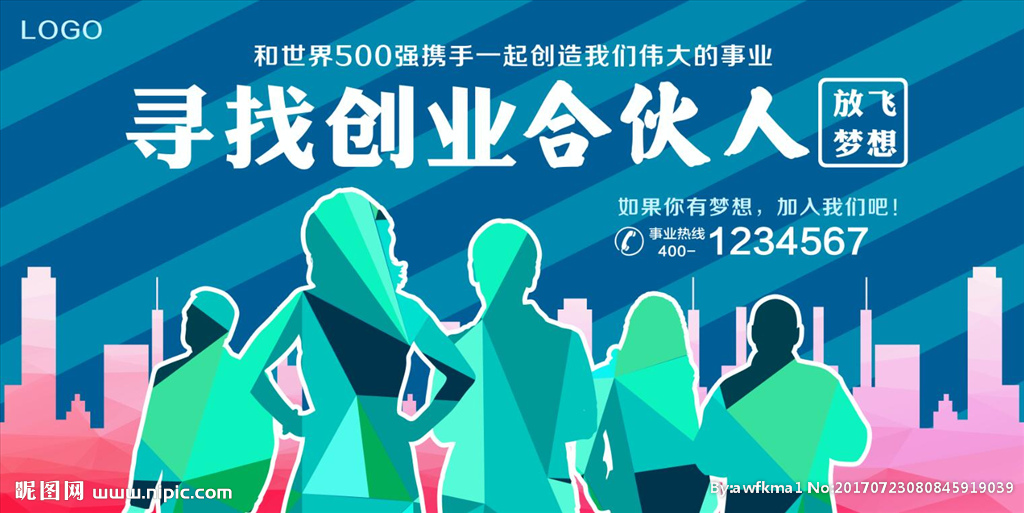 LOGO
和世界500强携手一起创造我们伟大的事业
寻找创业合伙人
放飞
梦想
如果你有梦想，加入我们吧！
事业热线
400-
1234567
昵图网 www.nipic.com
By:awfkma1 No:20170723080845919039